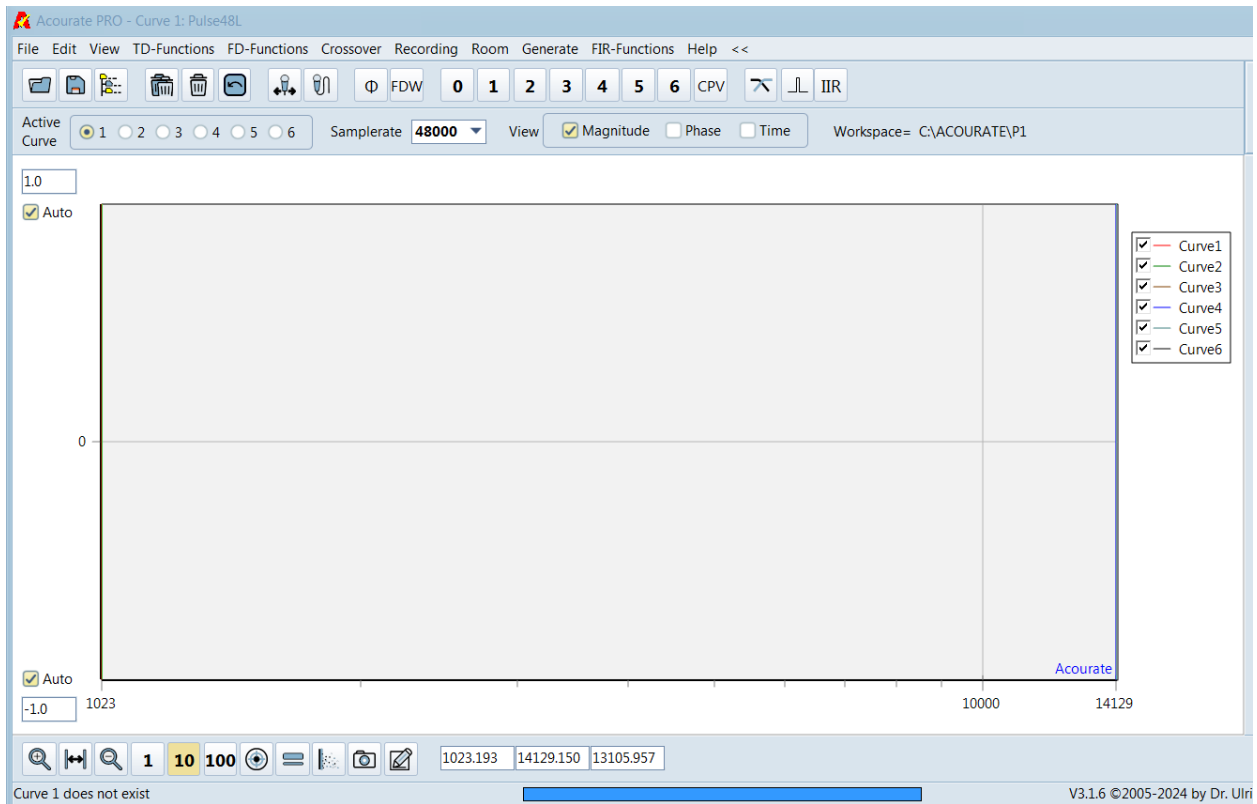 Acourate PRO - Curve 1: Pulse48L
File Edit View TD-Functions FD-Functions Crossover Recording Room Generate FIR-Functions Help <<
Φ FDW 0 1 2 3 4 5 6 CPV IIR
Active Curve 1 2 3 4 5 6 Samplerate 48000 View Magnitude Phase Time Workspace= C:\ACOURATE\P1
1.0
Auto
Curve1
Curve2
Curve3
Curve4
Curve5
Curve6
0
Acourate
Auto
-1.0
1023 10000 14129
1 10 100 1023.193 14129.150 13105.957
Curve 1 does not exist V3.1.6 ©2005-2024 by Dr. Ulri